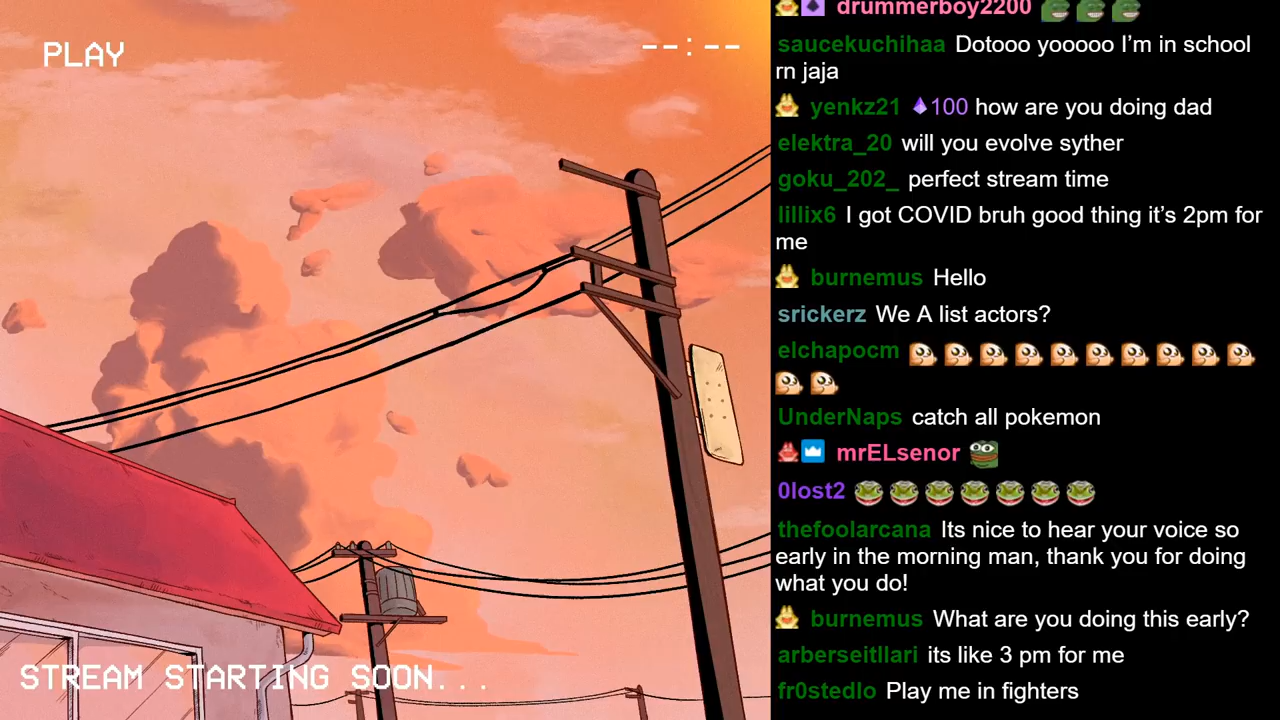 PLAY
--:--
STREAM STARTING SOON...
drummerboy2200
saucekuchihaa Dotooo yooooo I’m in school
rn jaja
yenkz21 100 how are you doing dad
elektra_20 will you evolve syther
goku_202_ perfect stream time
lillix6 I got COVID bruh good thing it’s 2pm for
me
burnemus Hello
srickerz We A list actors?
elchapocm
UnderNaps catch all pokemon
mrELsenor
0lost2
thefoolarcana Its nice to hear your voice so
early in the morning man, thank you for doing
what you do!
burnemus What are you doing this early?
arberseitllari its like 3 pm for me
fr0stedlo Play me in fighters